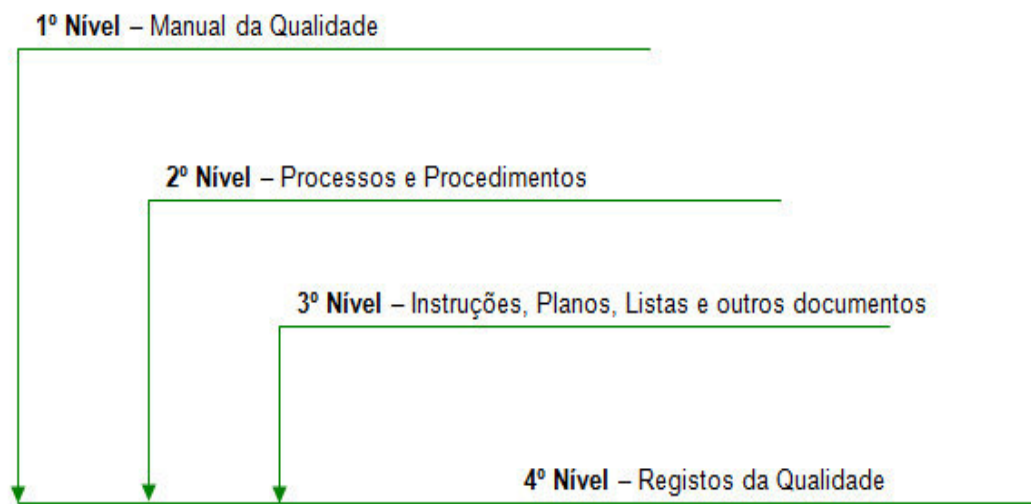 1º Nível – Manual da Qualidade
2º Nível – Processos e Procedimentos
3º Nível – Instruções, Planos, Listas e outros documentos
4º Nível – Registos da Qualidade